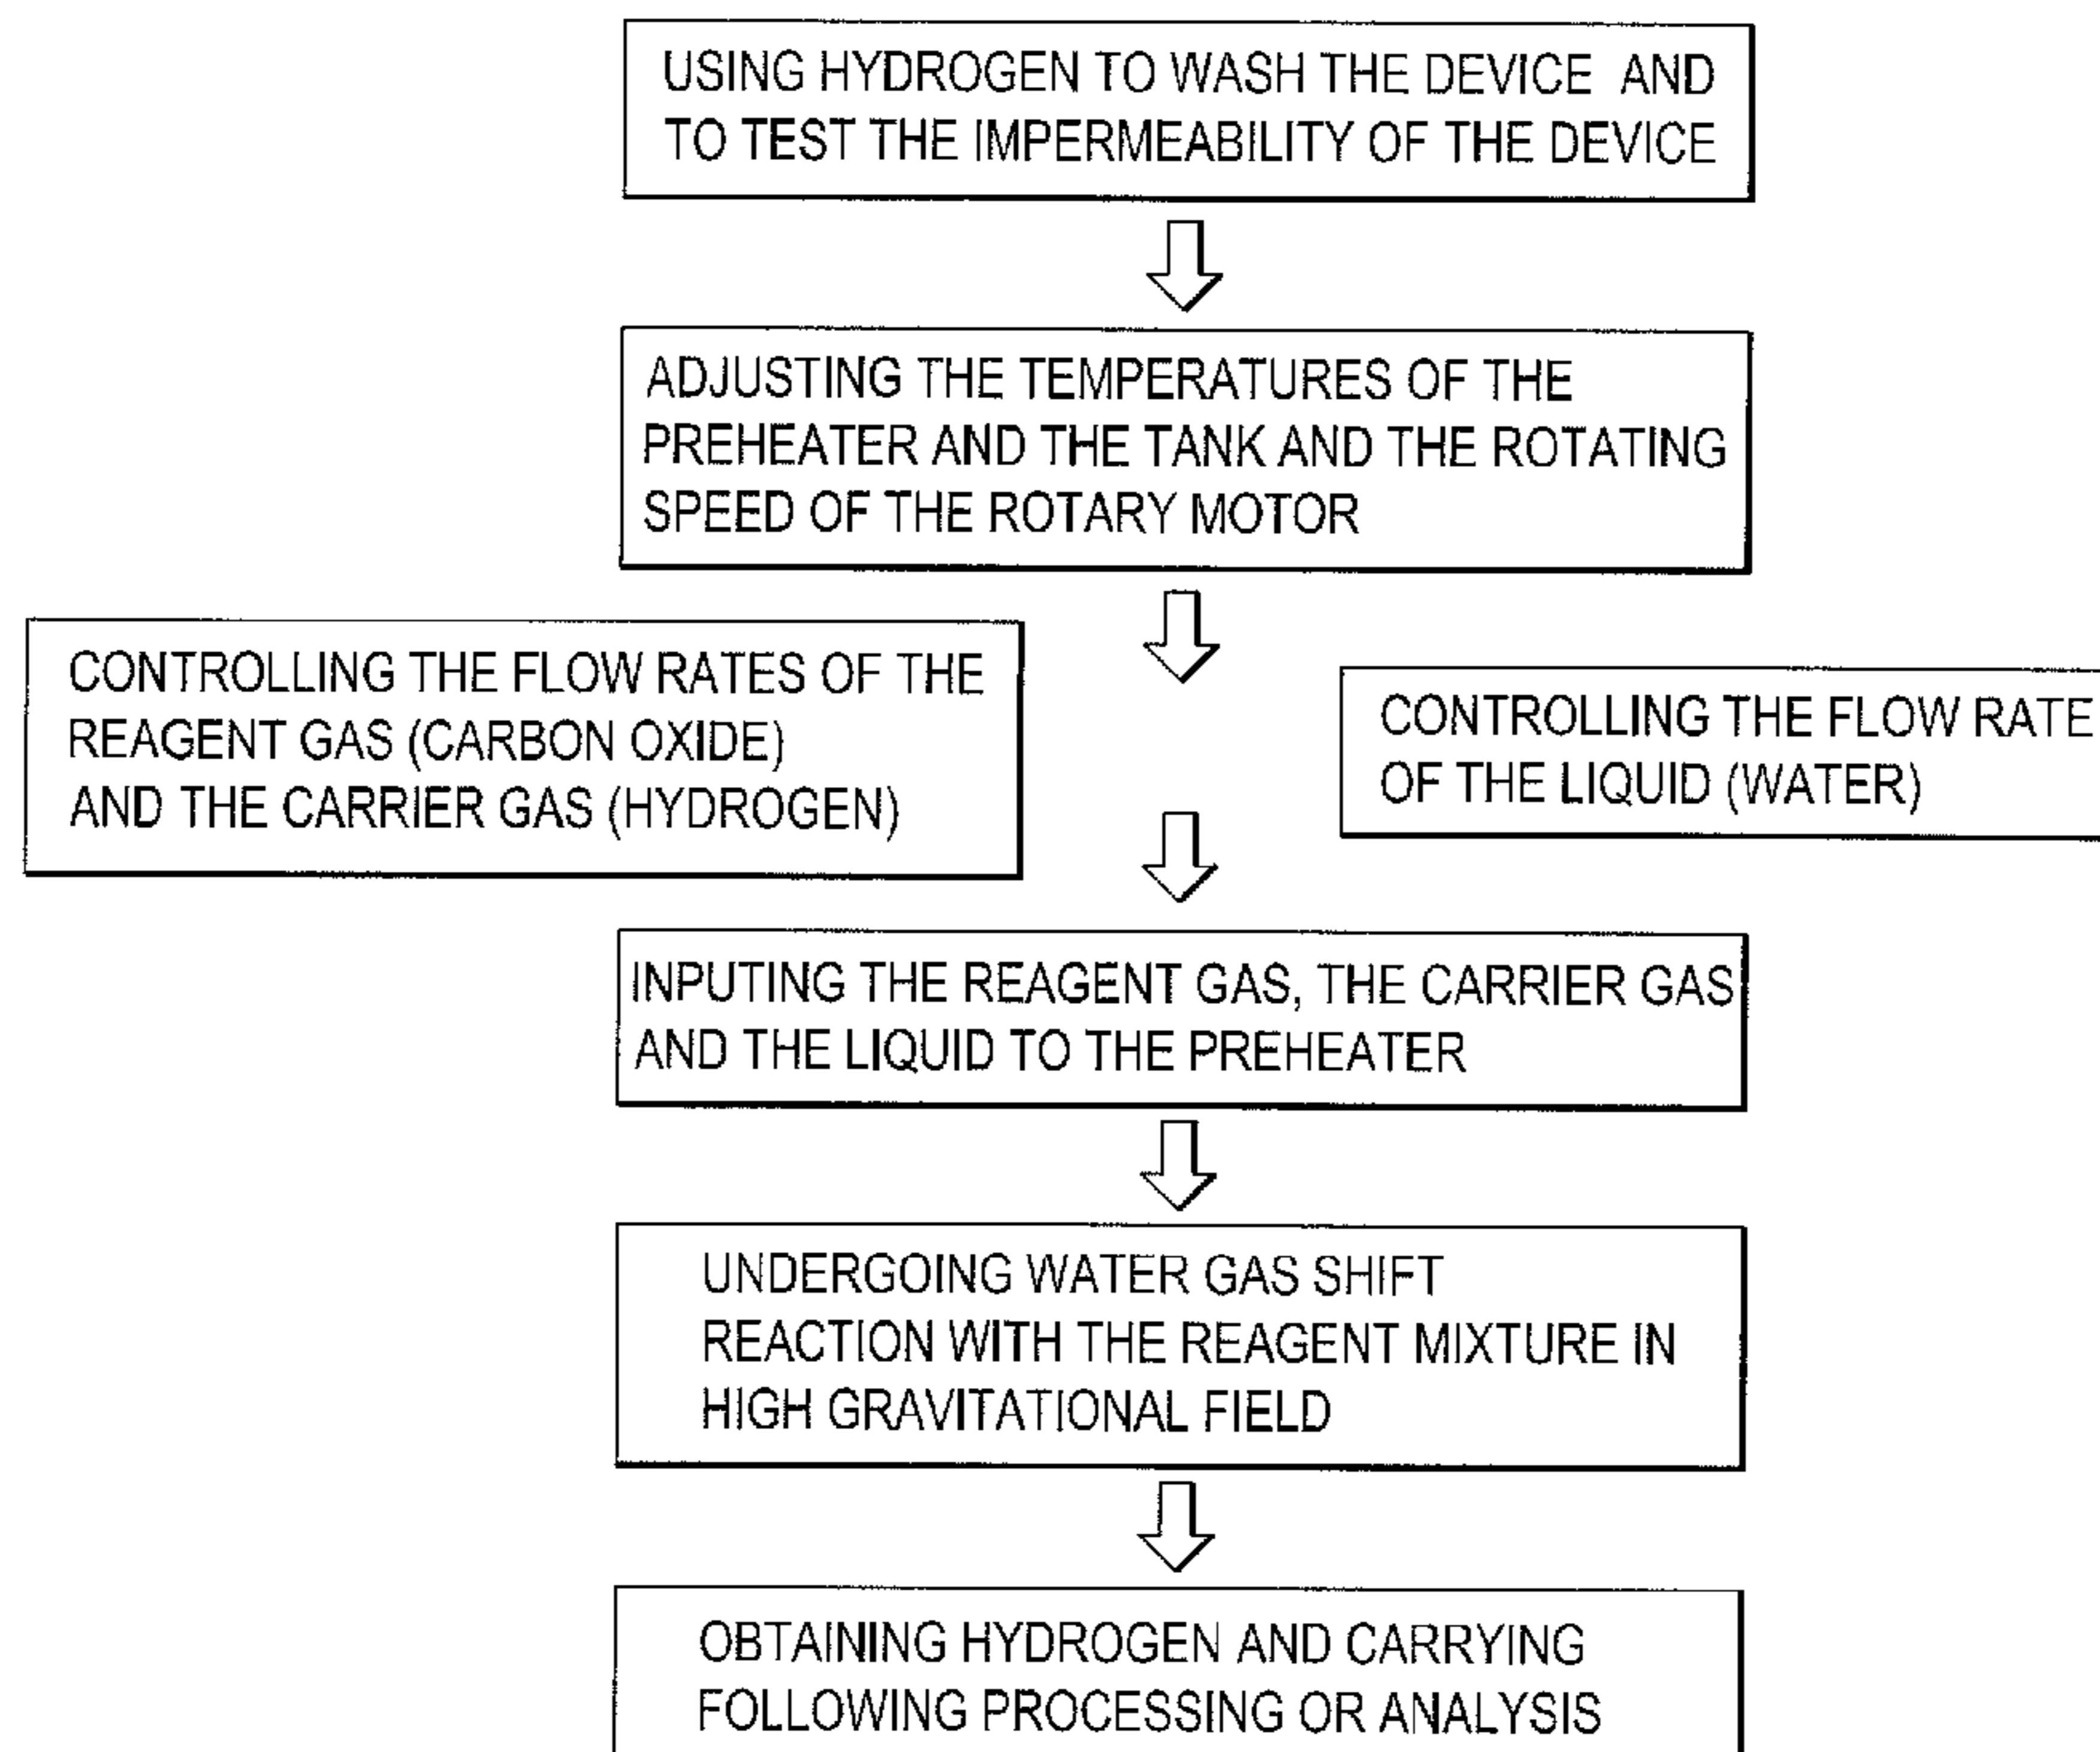 USING HYDROGEN TO WASH THE DEVICE AND
TO TEST THE IMPERMEABILITY OF THE DEVICE
ADJUSTING THE TEMPERATURES OF THE
PREHEATER AND THE TANK AND THE ROTATING
SPEED OF THE ROTARY MOTOR
CONTROLLING THE FLOW RATES OF THE
REAGENT GAS (CARBON OXIDE)
AND THE CARRIER GAS (HYDROGEN)
CONTROLLING THE FLOW RATE
OF THE LIQUID (WATER)
INPUTING THE REAGENT GAS, THE CARRIER GAS
AND THE LIQUID TO THE PREHEATER
UNDERGOING WATER GAS SHIFT
REACTION WITH THE REAGENT MIXTURE IN
HIGH GRAVITATIONAL FIELD
OBTAINING HYDROGEN AND CARRYING
FOLLOWING PROCESSING OR ANALYSIS